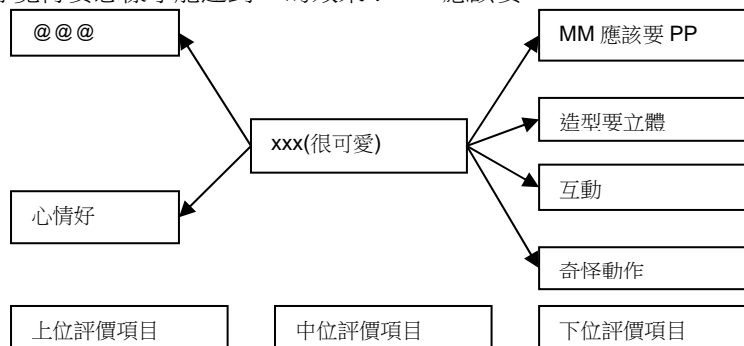 @@@
MM 應該要 PP
xxx(很可愛)
造型要立體
互動
心情好
奇怪動作
上位評價項目
中位評價項目
下位評價項目